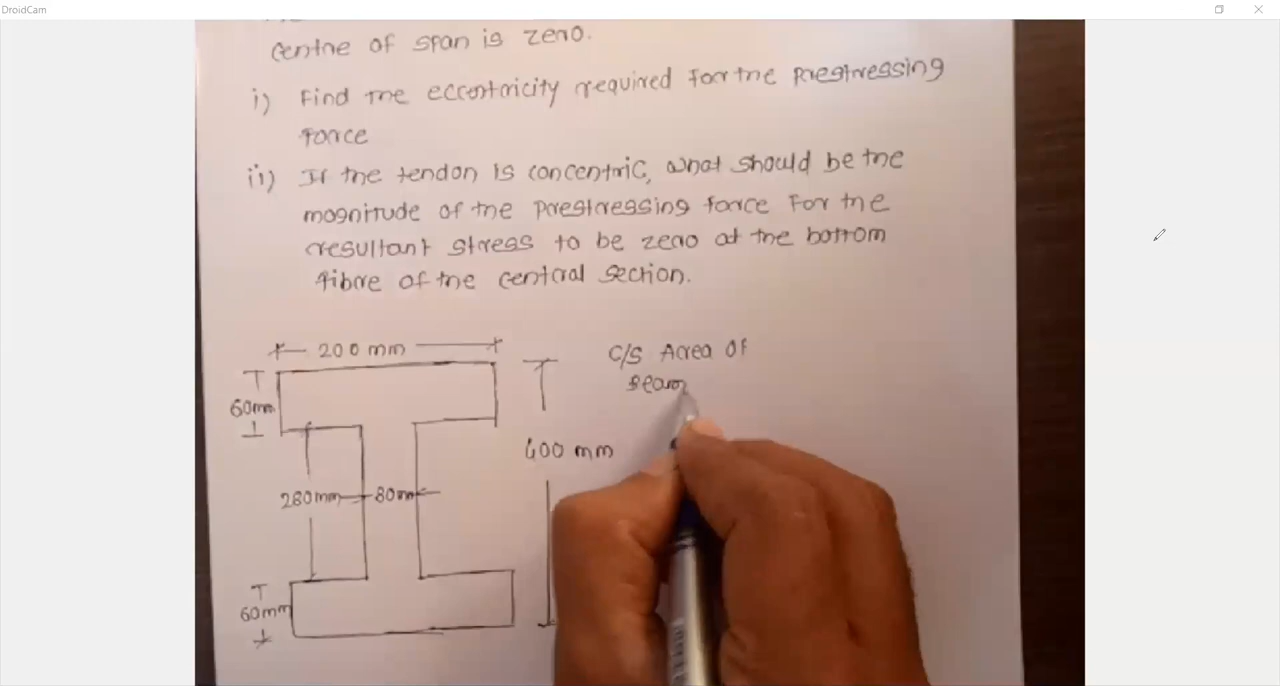 DroidCam
centre of span is zero.
i) Find the eccentricity required for the Prestressing
force
ii) If the tendon is concentric, what should be the
magnitude of the prestressing force For the
resultant stress to be zero at the bottom
fibre of the central section.
200 mm
C/S Area of
Beam
60mm
400 mm
280mm
80mm
60mm